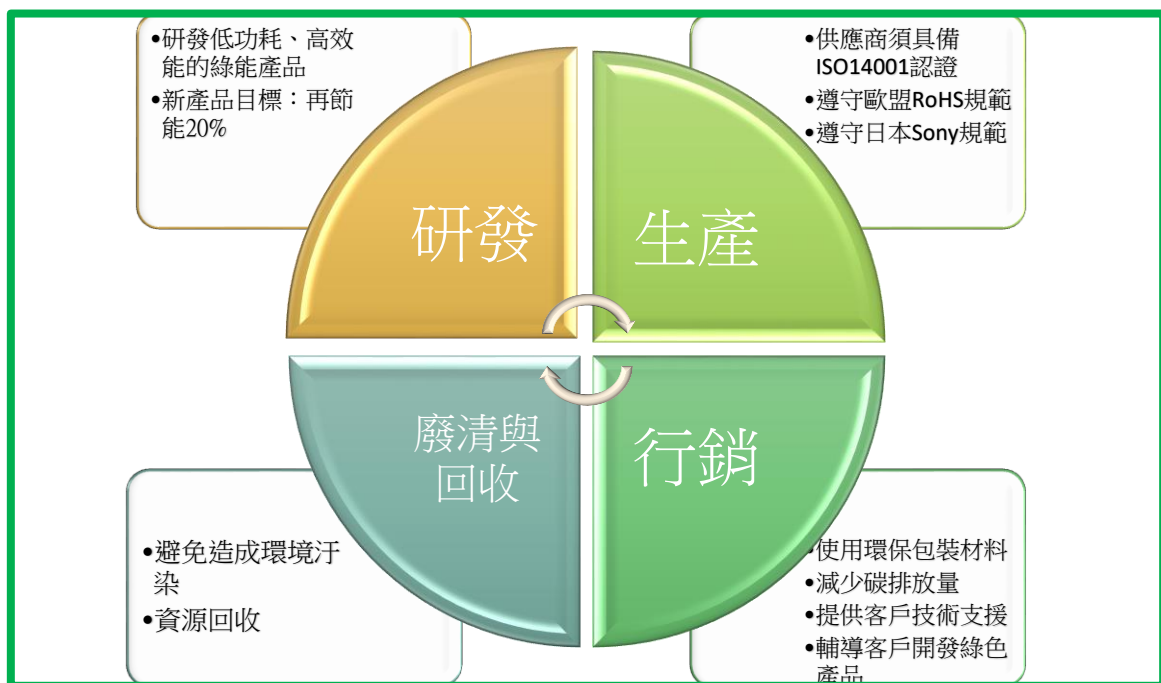 •研發低功耗、高效
能的綠能產品
•新產品目標：再節
能20%
•供應商須具備
ISO14001認證
•遵守歐盟RoHS規範
•遵守日本Sony規範
研發
生產
廢清與
回收
行銷
•避免造成環境汙
染
•資源回收
•使用環保包裝材料
•減少碳排放量
•提供客戶技術支援
•輔導客戶開發綠色
產品